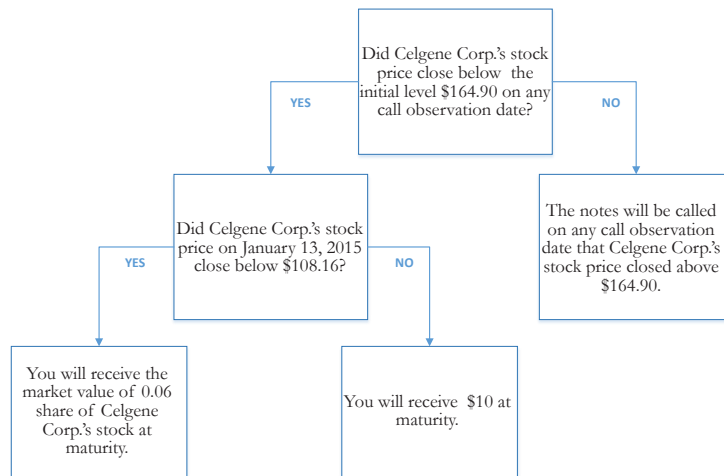 Did Celgene Corp.'s stock
price close below the
initial level $164.90 on any
call observation date?
YES
NO
Did Celgene Corp.'s stock
price on January 13, 2015
close below $108.16?
The notes will be called
on any call observation
date that Celgene Corp.'s
stock price closed above
$164.90.
YES
NO
You will receive the
market value of 0.06
share of Celgene
Corp.'s stock at
maturity.
You will receive $10 at
maturity.